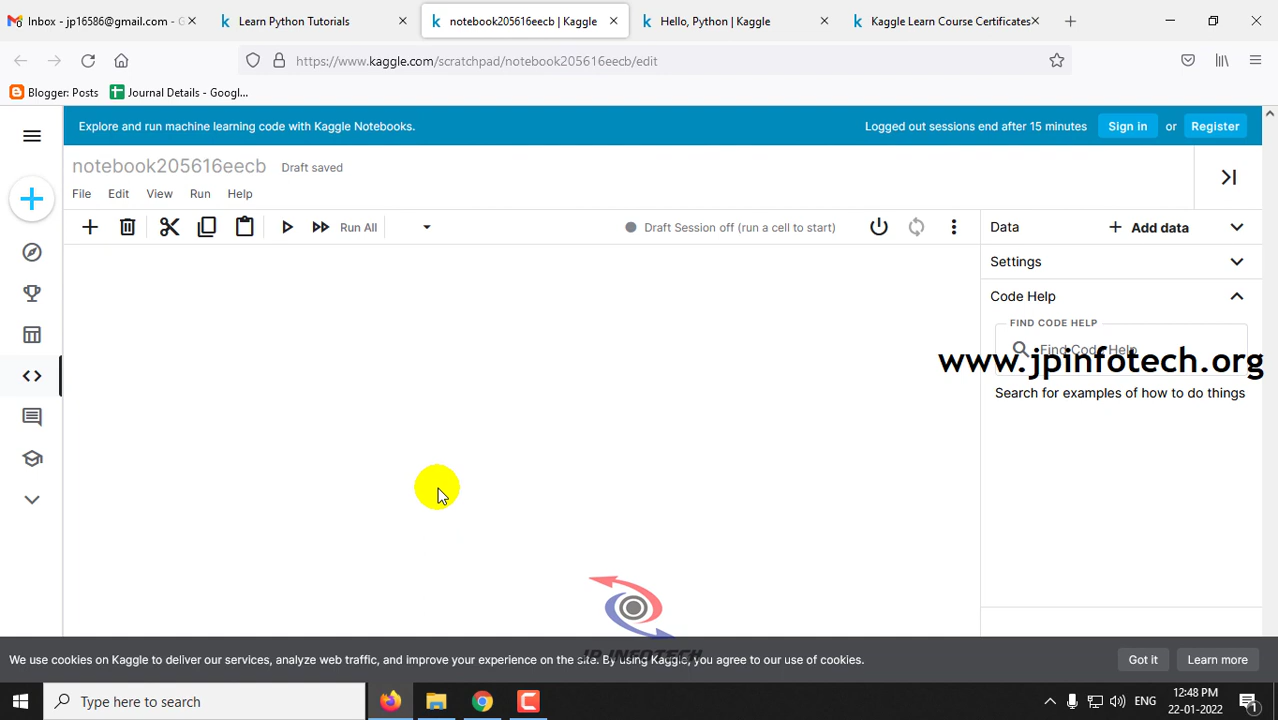 Inbox - jp16586@gmail.com - G
Learn Python Tutorials
notebook205616eecb | Kaggle
Hello, Python | Kaggle
Kaggle Learn Course Certificates
https://www.kaggle.com/scratchpad/notebook205616eecb/edit
Blogger: Posts
Journal Details - Googl...
Explore and run machine learning code with Kaggle Notebooks.
Logged out sessions end after 15 minutes
Sign in
or
Register
notebook205616eecb
Draft saved
File
Edit
View
Run
Help
Run All
Draft Session off (run a cell to start)
Data
Add data
Settings
Code Help
FIND CODE HELP
Find Code Help
www.jpinfotech.org
Search for examples of how to do things
JP INFOTECH
We use cookies on Kaggle to deliver our services, analyze web traffic, and improve your experience on the site. By using Kaggle, you agree to our use of cookies.
Got it
Learn more
Type here to search
ENG
12:48 PM
22-01-2022
1